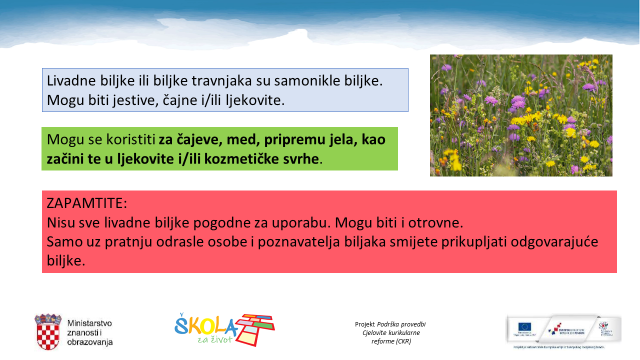 Livadne biljke ili biljke travnjaka su samonikle biljke.
Mogu biti jestive, čajne i/ili ljekovite.
Mogu se koristiti za čajeve, med, pripremu jela, kao
začini te u ljekovite i/ili kozmetičke svrhe.
ZAPAMTITE:
Nisu sve livadne biljke pogodne za uporabu. Mogu biti i otrovne.
Samo uz pratnju odrasle osobe i poznavatelja biljaka smijete prikupljati odgovarajuće
biljke.
Ministarstvo
znanosti i
obrazovanja
ŠKOLA
za život
Projekt Podrška provedbi
Cjelovite kurikularne
reforme (CKR)